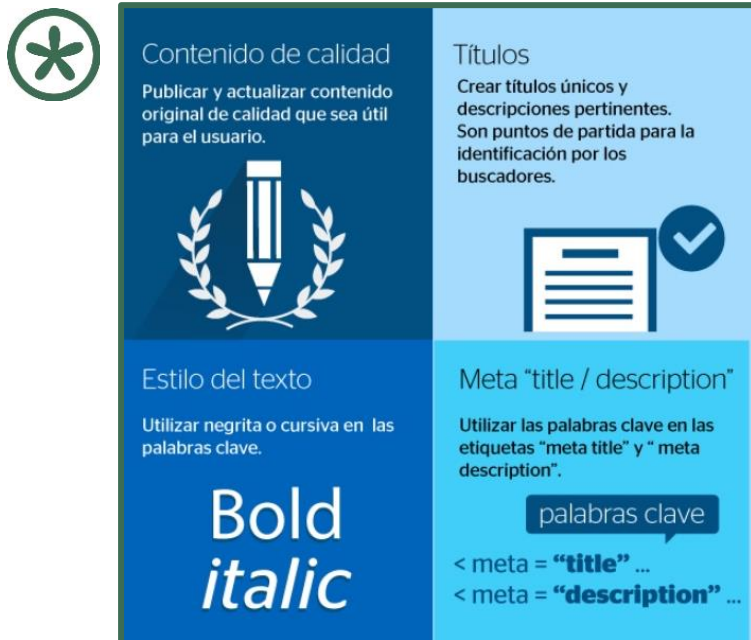 Contenido de calidad
Publicar y actualizar contenido
original de calidad que sea útil
para el usuario.
Títulos
Crear títulos únicos y
descripciones pertinentes.
Son puntos de partida para la
identificación por los
buscadores.
Estilo del texto
Utilizar negrita o cursiva en las
palabras clave.
Bold
italic
Meta “title / description”
Utilizar las palabras clave en las
etiquetas “meta title” y “ meta
description”.
palabras clave
< meta = “title” ...
< meta = “description” ...